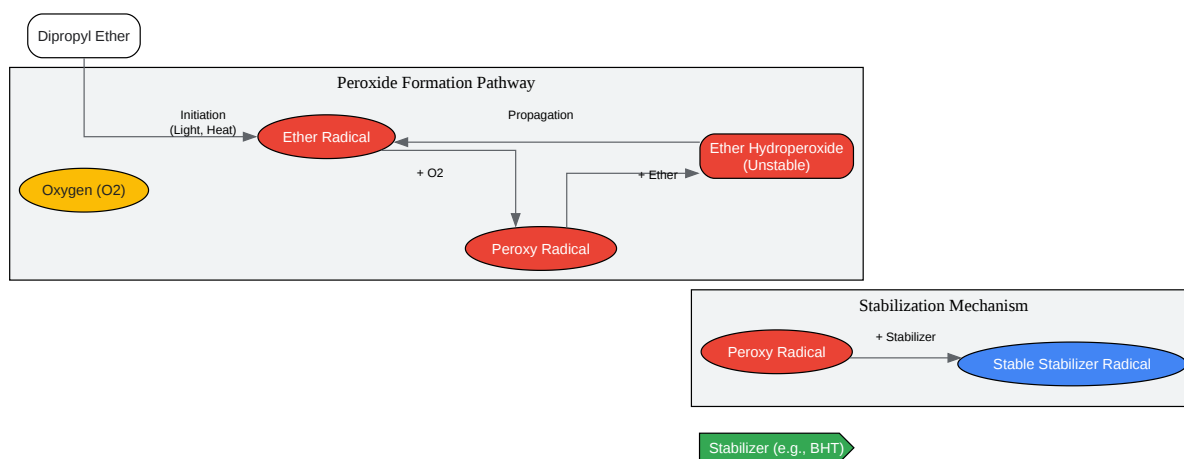 Dipropyl Ether
Peroxide Formation Pathway
Initiation
(Light, Heat)
Propagation
Ether Radical
Ether Hydroperoxide
(Unstable)
+ O2
+ Ether
Oxygen (O2)
Peroxy Radical
Stabilization Mechanism
+ Stabilizer
Peroxy Radical
Stable Stabilizer Radical
Stabilizer (e.g., BHT)